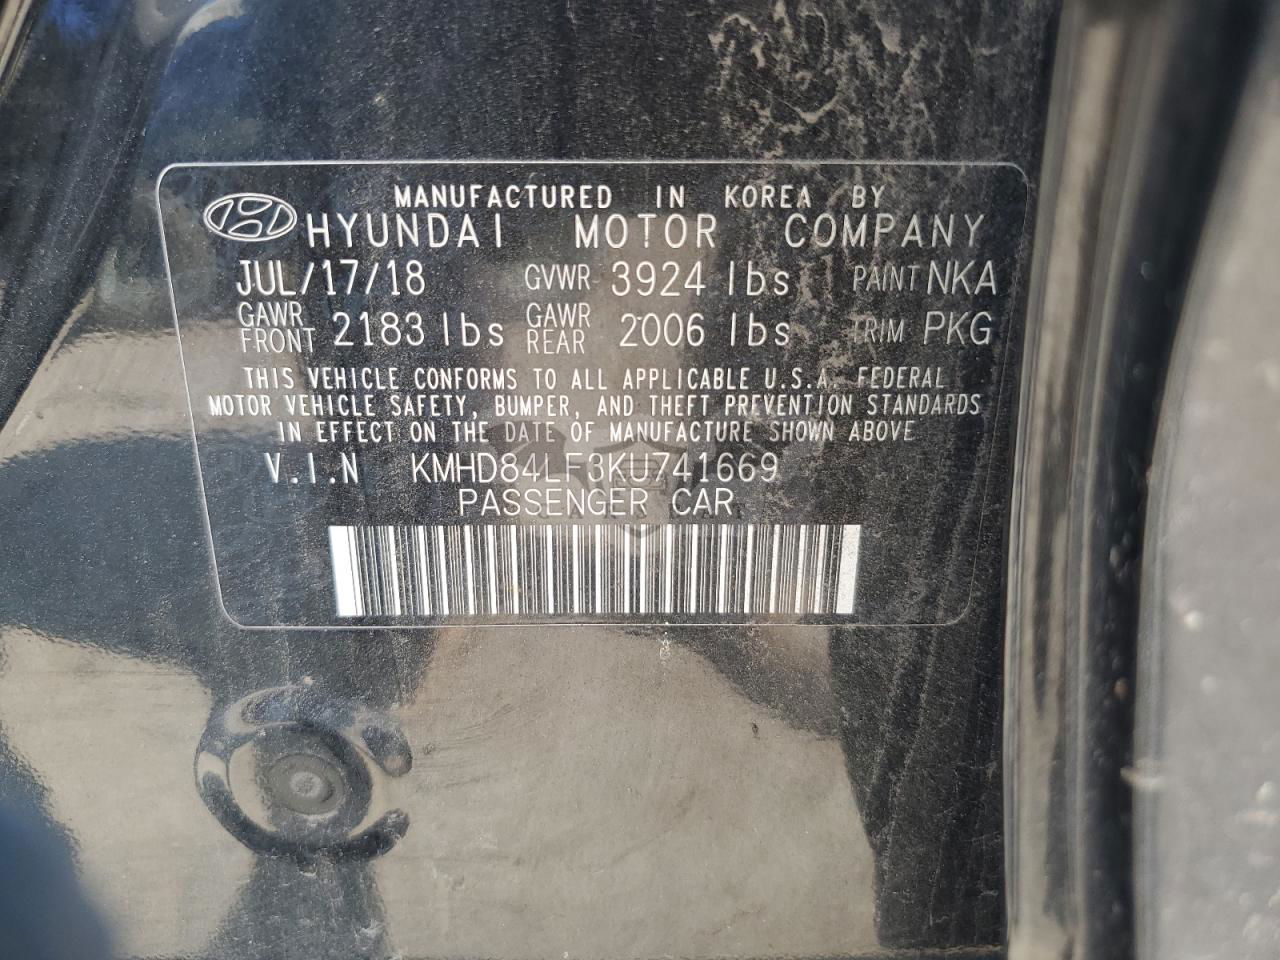 MANUFACTURED IN KOREA BY
HYUNDAI MOTOR COMPANY
JUL/17/18 GVWR 3924 lbs PAINT NKA
GAWR FRONT 2183 lbs GAWR REAR 2006 lbs TRIM PKG
THIS VEHICLE CONFORMS TO ALL APPLICABLE U.S.A. FEDERAL
MOTOR VEHICLE SAFETY, BUMPER, AND THEFT PREVENTION STANDARDS
IN EFFECT ON THE DATE OF MANUFACTURE SHOWN ABOVE
V.I.N KMHD84LF3KU741669
PASSENGER CAR